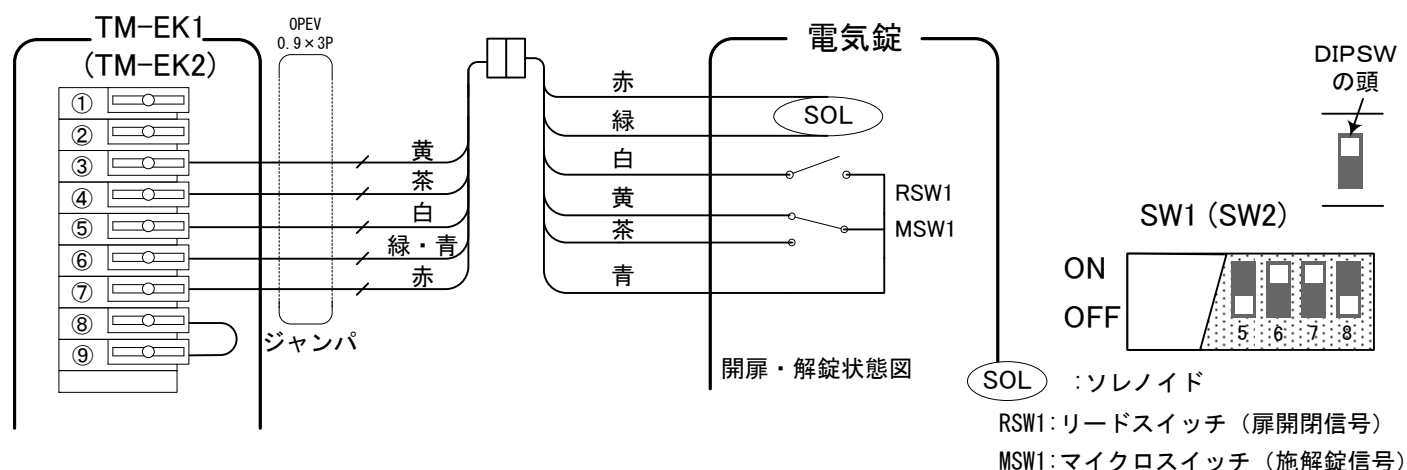 TM-EK1
(TM-EK2)
①
②
③
④
⑤
⑥
⑦
⑧
⑨
OPEV
0.9×3P
黄
茶
白
緑・青
赤
ジャンパ
電気錠
赤
緑
白
黄
茶
青
SOL
RSW1
MSW1
開扉・解錠状態図
DIPSW
の頭
SW1(SW2)
ON
OFF
5 6 7 8
SOL :ソレノイド
RSW1:リードスイッチ(扉開閉信号)
MSW1:マイクロスイッチ(施解錠信号)